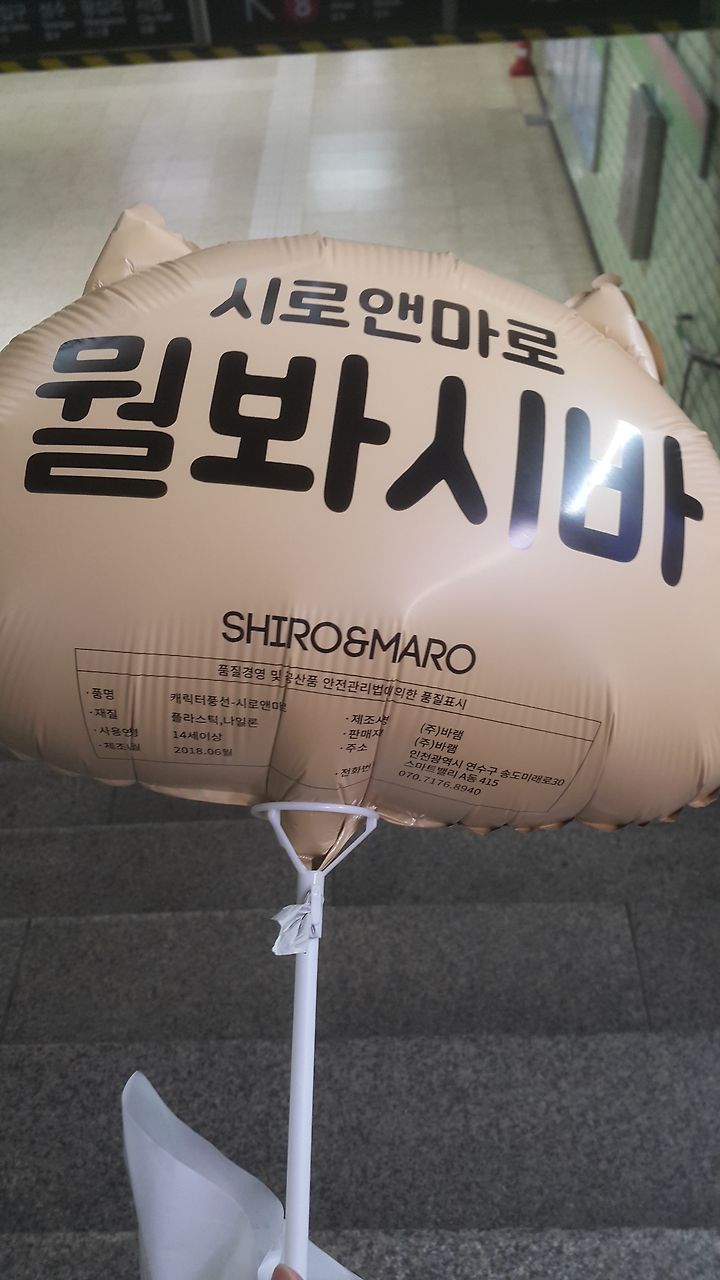 8
시로앤마로
뭘봐시바
SHIRO&MARO
품질경영 및 공산품 안전관리법에의한 품질표시
·품명 캐릭터풍선-시로앤마로
·재질 플라스틱,나일론
·사용연령 14세이상
·제조년월 2018.06월
·제조사명 (주)바램
·판매자 (주)바램
·주소 인천광역시 연수구 송도미래로30
스마트밸리 A동 415
·전화번호 070.7176.8940